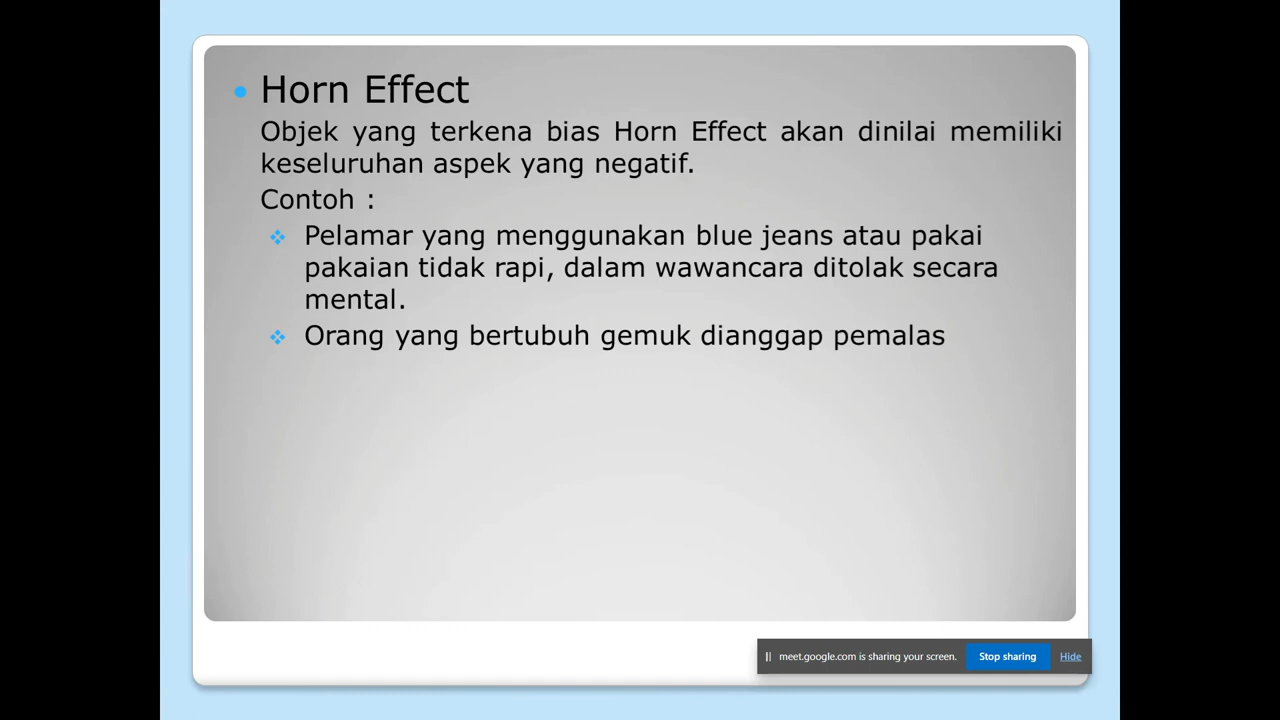 Horn Effect
Objek yang terkena bias Horn Effect akan dinilai memiliki
keseluruhan aspek yang negatif.
Contoh :
Pelamar yang menggunakan blue jeans atau pakai
pakaian tidak rapi, dalam wawancara ditolak secara
mental.
Orang yang bertubuh gemuk dianggap pemalas
meet.google.com is sharing your screen. Stop sharing Hide